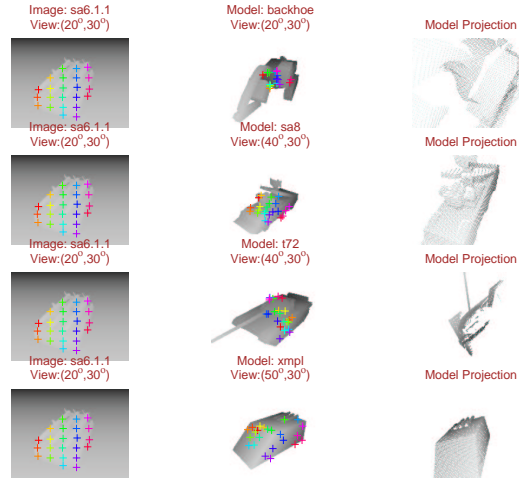 Image: sa6.1.1 Model: backhoe
View:(20°,30°) View:(20°,30°) Model Projection
Image: sa6.1.1 Model: sa8
View:(20°,30°) View:(40°,30°) Model Projection
Image: sa6.1.1 Model: t72
View:(20°,30°) View:(40°,30°) Model Projection
Image: sa6.1.1 Model: xmpl
View:(20°,30°) View:(50°,30°) Model Projection